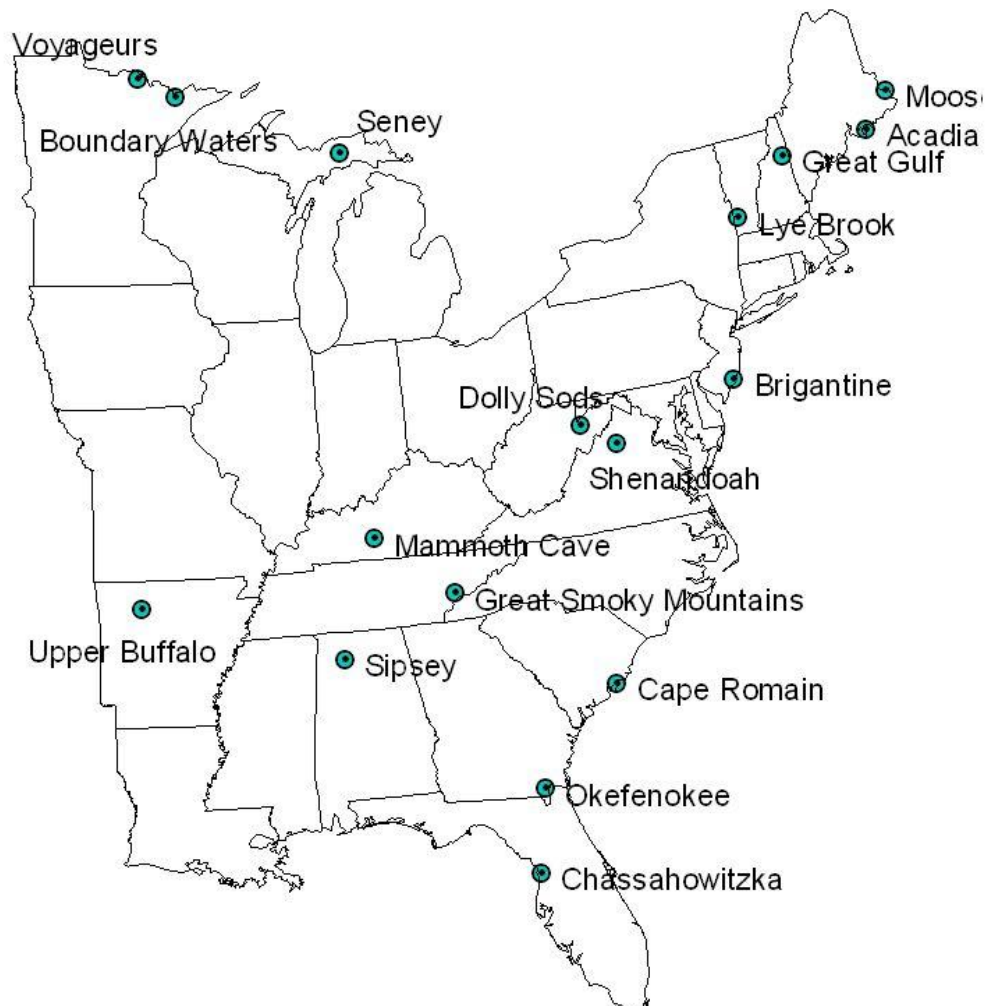 Voyageurs
Boundary Waters
Seney
Moos
Acadia
Great Gulf
Lye Brook
Brigantine
Dolly Sods
Shenandoah
Mammoth Cave
Great Smoky Mountains
Upper Buffalo
Sipsey
Cape Romain
Okefenokee
Chassahowitzka